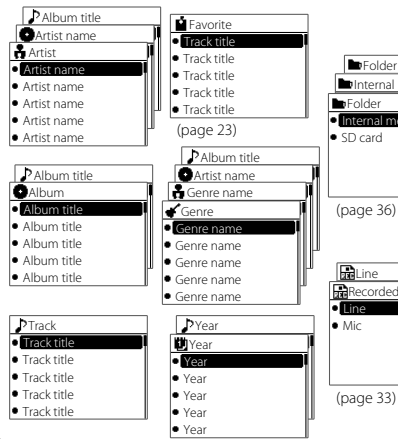 Album title
Artist name
Artist
Artist name
Artist name
Artist name
Artist name
Artist name
Favorite
Track title
Track title
Track title
Track title
Track title
(page 23)
Folder
Internal
Folder
SD card
(page 36)
Album title
Album
Album title
Album title
Album title
Album title
Album title
Album title
Artist name
Genre name
Genre
Genre name
Genre name
Genre name
Genre name
Genre name
Line
Recorded
Line
Mic
(page 33)
Track
Track title
Track title
Track title
Track title
Track title
Year
Year
Year
Year
Year
Year
Year